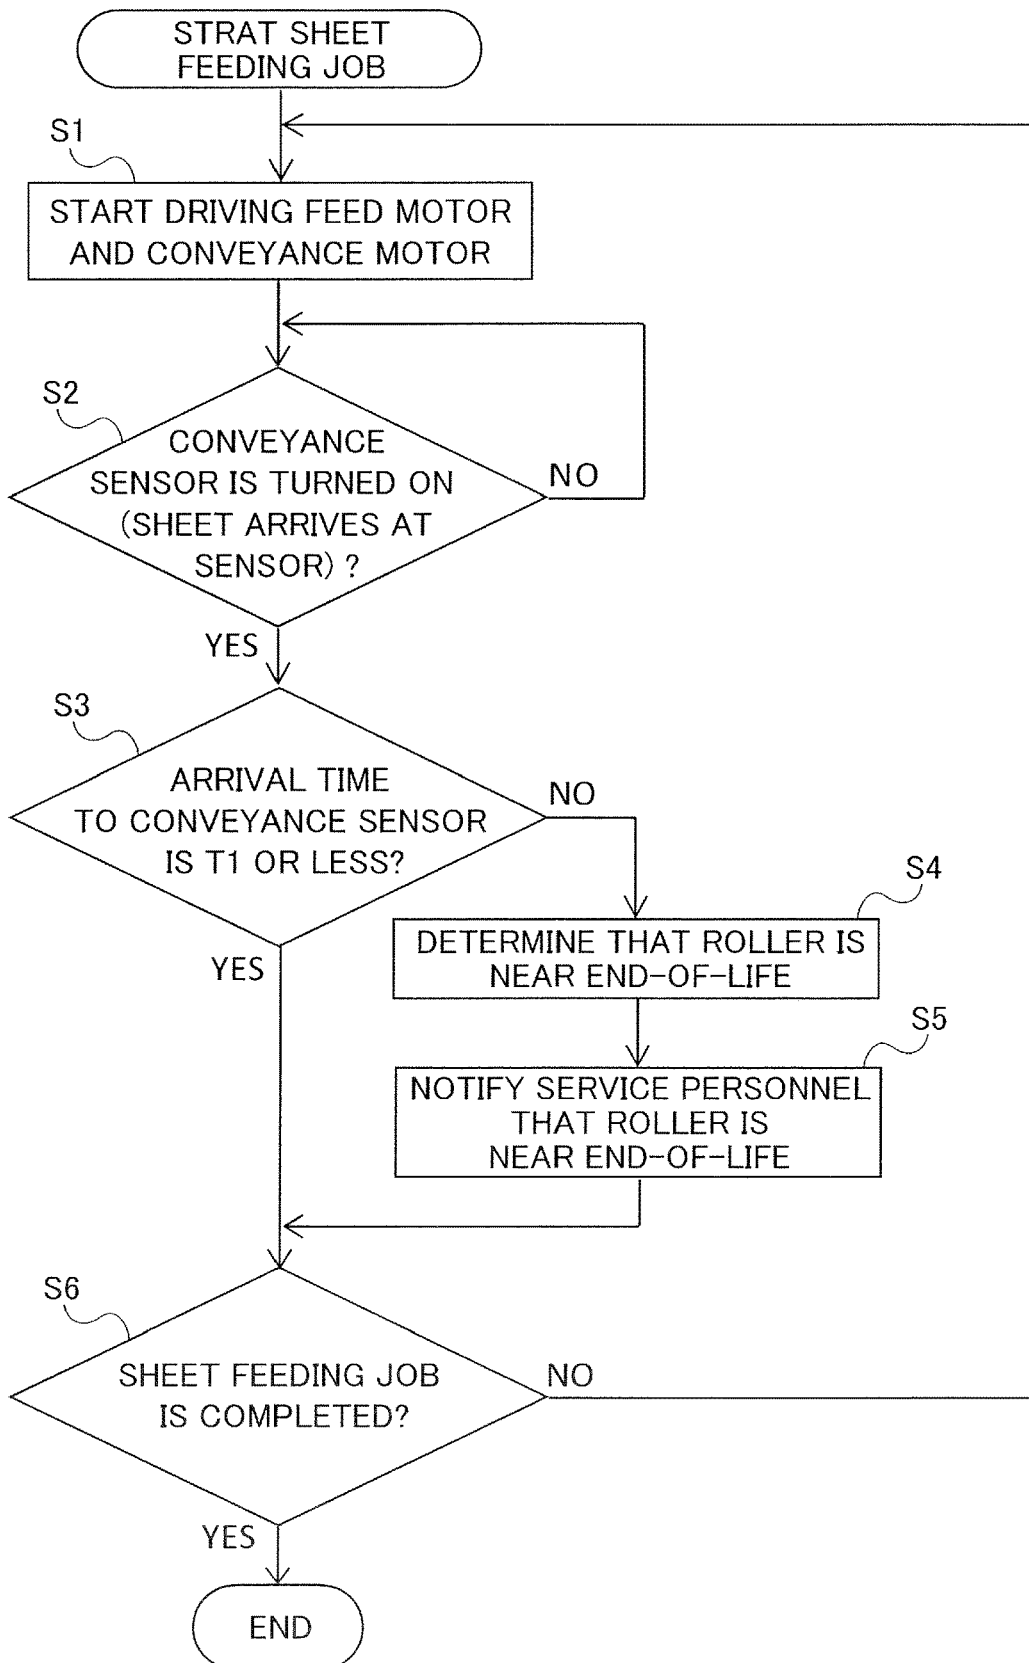 STRAT SHEET
FEEDING JOB
S1
START DRIVING FEED MOTOR
AND CONVEYANCE MOTOR
S2
CONVEYANCE
SENSOR IS TURNED ON
(SHEET ARRIVES AT
SENSOR) ?
NO
YES
S3
ARRIVAL TIME
TO CONVEYANCE SENSOR
IS T1 OR LESS?
NO
YES
S4
DETERMINE THAT ROLLER IS
NEAR END-OF-LIFE
S5
NOTIFY SERVICE PERSONNEL
THAT ROLLER IS
NEAR END-OF-LIFE
S6
SHEET FEEDING JOB
IS COMPLETED?
NO
YES
END